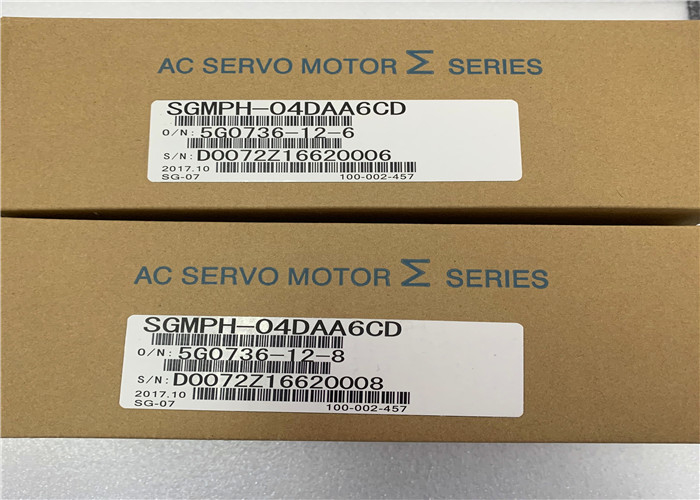 AC SERVO MOTOR Σ SERIES
SGMPH-04DAA6CD
O/N: 5G0736-12-6
S/N: D0072Z16620006
2017.10
SG-07 100-002-457
AC SERVO MOTOR Σ SERIES
SGMPH-04DAA6CD
O/N: 5G0736-12-8
S/N: D0072Z16620008
2017.10
SG-07 100-002-457